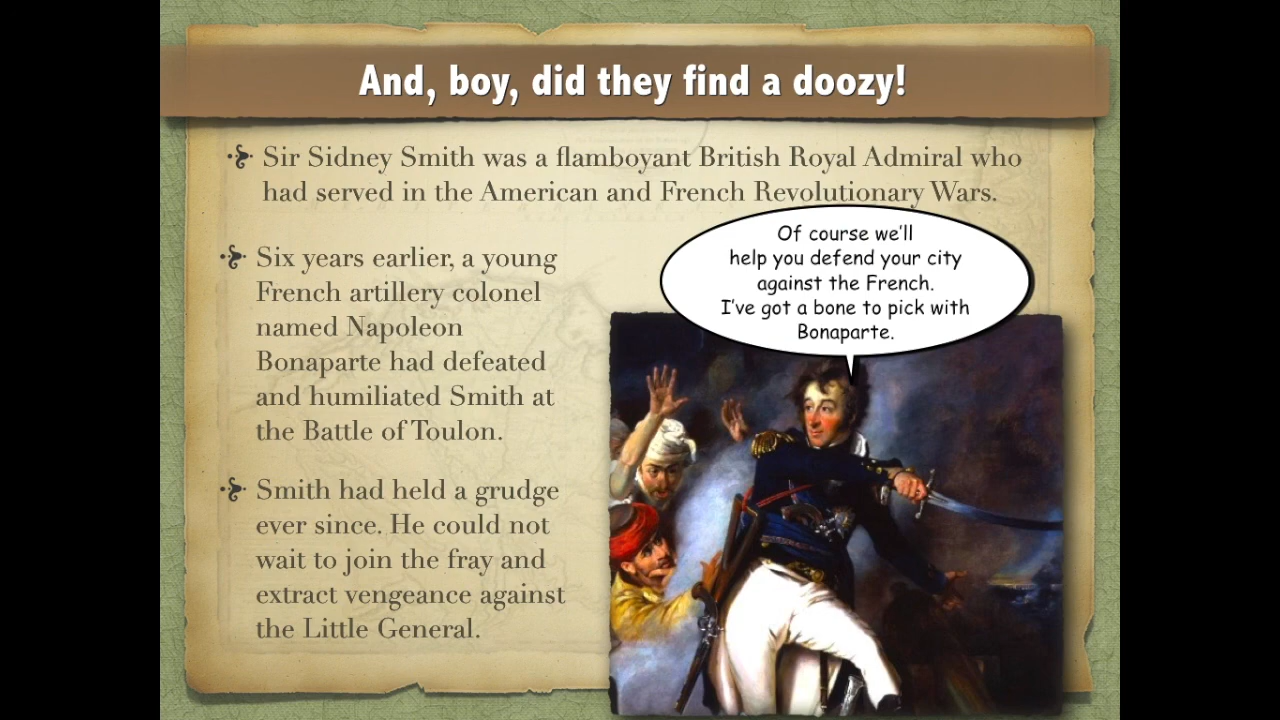 And, boy, did they find a doozy!
Sir Sidney Smith was a flamboyant British Royal Admiral who
had served in the American and French Revolutionary Wars.
Six years earlier, a young
French artillery colonel
named Napoleon
Bonaparte had defeated
and humiliated Smith at
the Battle of Toulon.
Smith had held a grudge
ever since. He could not
wait to join the fray and
extract vengeance against
the Little General.
Of course we'll
help you defend your city
against the French.
I've got a bone to pick with
Bonaparte.